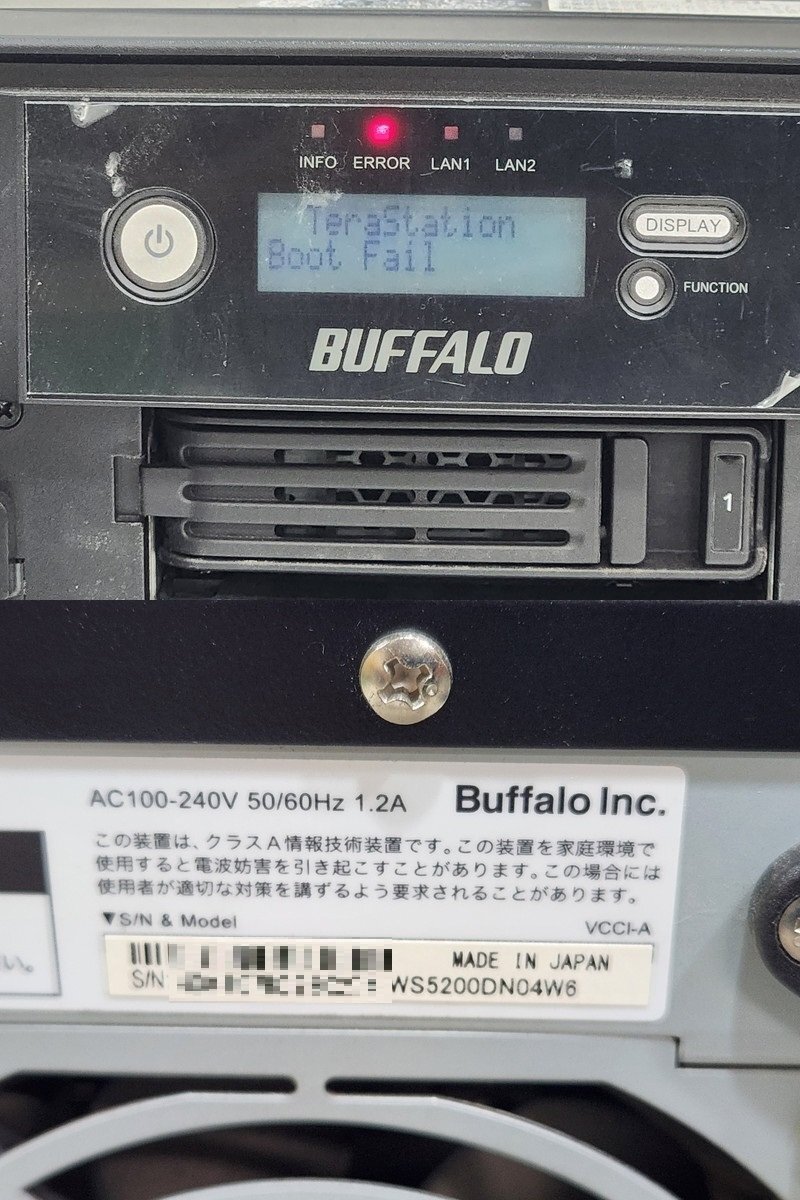 INFO ERROR LAN1 LAN2
TeraStation
Boot Fail
DISPLAY
FUNCTION
BUFFALO
1
AC100-240V 50/60Hz 1.2A
Buffalo Inc.
この装置は、クラスA情報技術装置です。この装置を家庭環境で
使用すると電波妨害を引き起こすことがあります。この場合には
使用者が適切な対策を講ずるよう要求されることがあります。
▼S/N & Model
VCCI-A
い。
MADE IN JAPAN
S/N
WS5200DN04W6